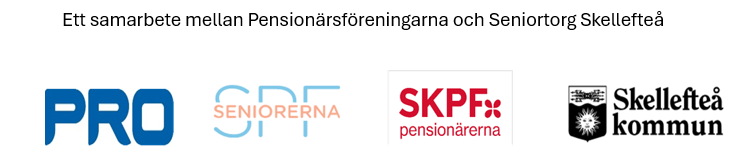 Ett samarbete mellan Pensionärsföreningarna och Seniortorg Skellefteå
PRO
SPF
SENIORERNA
SKPF
pensionärerna
Skellefteå
kommun